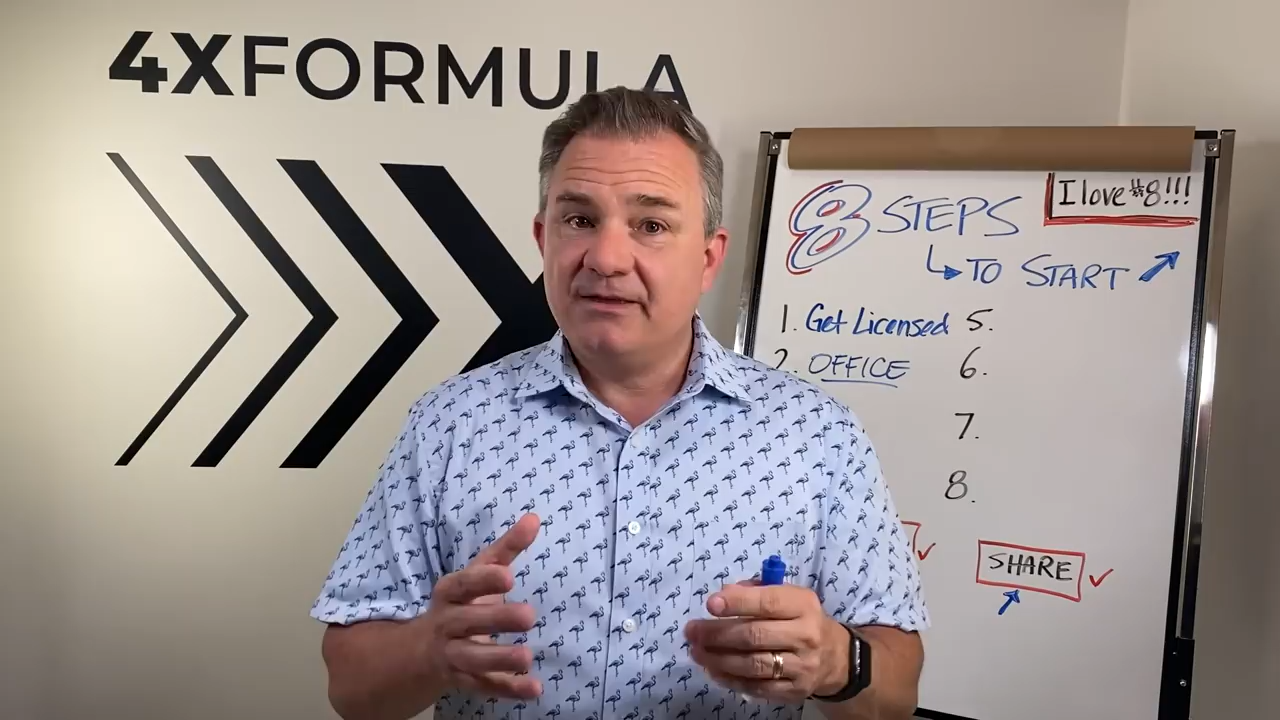 4XFORMULA
I love #8!!!
8 STEPS
TO START
1. Get Licensed
2. OFFICE
5.
6.
7.
8.
SHARE